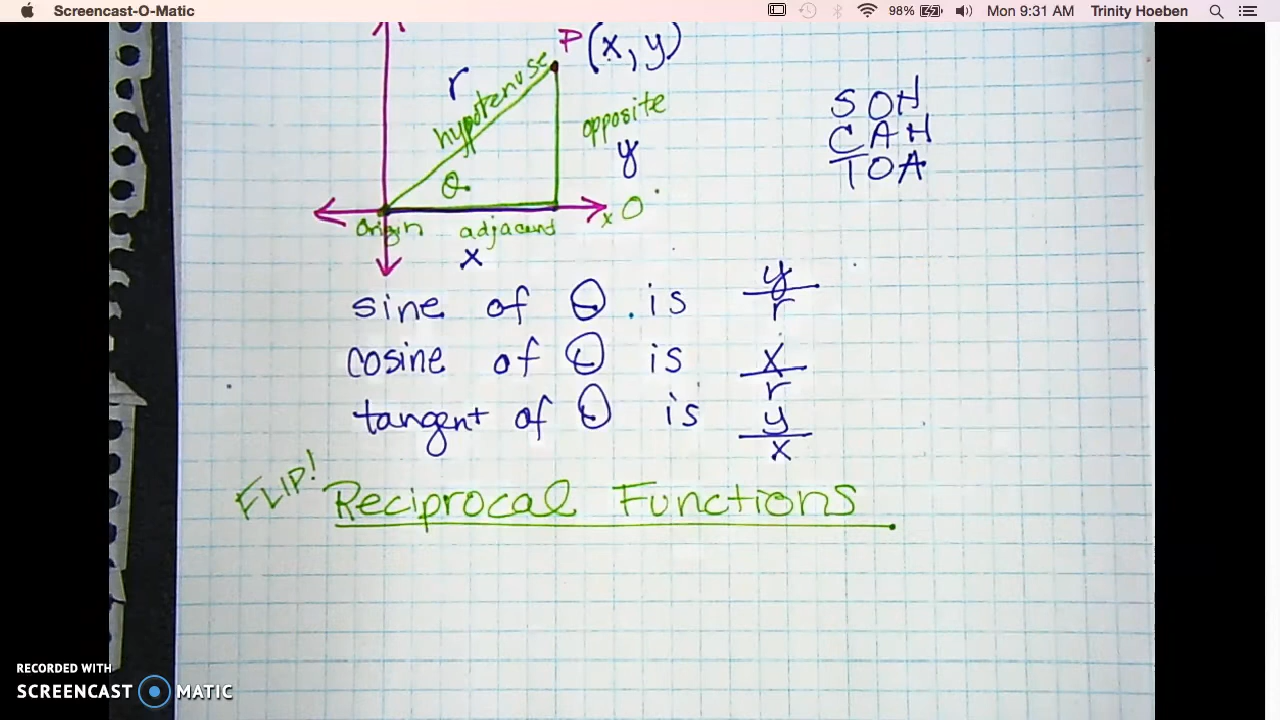 Screencast-O-Matic 98% Mon 9:31 AM Trinity Hoeben
P (x, y)
r
hypotenuse
opposite
y
SOH
CAH
TOA
θ
x 0
origin adjacent
x
sine of θ is y/r
cosine of θ is x/r
tangent of θ is y/x
FLIP! Reciprocal Functions
RECORDED WITH
SCREENCAST MATIC